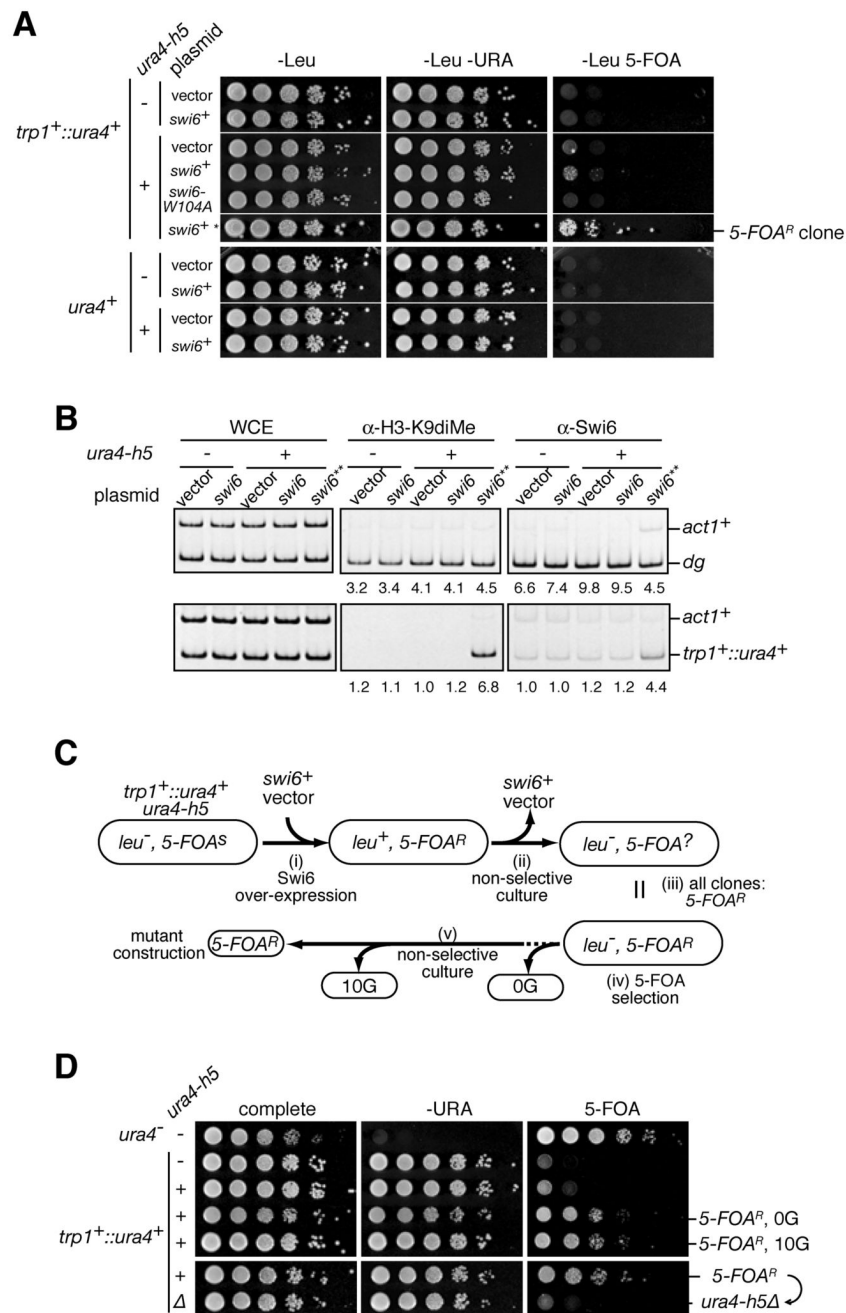 A
ura4-h5
plasmid
-Leu
-Leu -URA
-Leu 5-FOA
trp1+::ura4+
-
vector
swi6+
+
vector
swi6+
swi6-
W104A
swi6+ *
5-FOAR clone
ura4+
-
vector
swi6+
+
vector
swi6+
B
WCE
α-H3-K9diMe
α-Swi6
ura4-h5
- + - + - +
plasmid
vector swi6 vector swi6 swi6** vector swi6 vector swi6 swi6** vector swi6 vector swi6 swi6**
act1+
dg
3.2 3.4 4.1 4.1 4.5 6.6 7.4 9.8 9.5 4.5
act1+
trp1+::ura4+
1.2 1.1 1.0 1.2 6.8 1.0 1.0 1.2 1.2 4.4
C
trp1+::ura4+
ura4-h5
swi6+
vector
swi6+
vector
leu-, 5-FOAS
leu+, 5-FOAR
leu-, 5-FOA?
(i)
Swi6
over-expression
(ii)
non-selective
culture
(iii) all clones:
5-FOAR
mutant
construction
5-FOAR
(v)
non-selective
culture
leu-, 5-FOAR
10G
0G
(iv) 5-FOA
selection
D
ura4-h5
complete
-URA
5-FOA
ura4-
-
trp1+::ura4+
-
+
+
5-FOAR, 0G
+
5-FOAR, 10G
+
5-FOAR
Δ
ura4-h5Δ